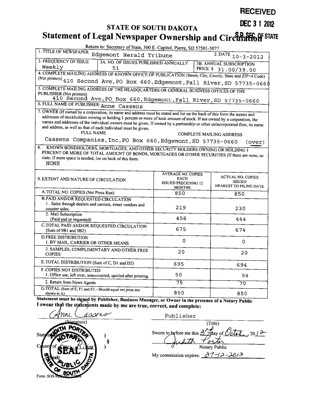 RECEIVED
DEC 31 2012
S.D. SEC. OF STATE
STATE OF SOUTH DAKOTA
Statement of Legal Newspaper Ownership and Circulation
Return to: Secretary of State, 500 E. Capitol, Pierre, SD 57501-5077
1. TITLE OF NEWSPAPER Edgemont Herald Tribune 2. DATE 10-3-2012
3. FREQUENCY OF ISSUE Weekly 3A. NO. OF ISSUES PUBLISHED ANNUALLY 51 3B. ANNUAL SUBSCRIPTION PRICE $ 31.00/39.00
4. COMPLETE MAILING ADDRESS OF KNOWN OFFICE OF PUBLICATION (Street, City, County, State and ZIP+4 Code)
(Not printers) 410 Second Ave, PO Box 660, Edgemont, Fall River, SD 57735-0660
5. COMPLETE MAILING ADDRESS OF THE HEADQUARTERS OR GENERAL BUSINESS OFFICES OF THE
PUBLISHER (Not printers)
410 Second Ave, PO Box 660, Edgemont, Fall River, SD 57735-0660
6. FULL NAME OF PUBLISHER: Anne Cassens
7. OWNER (If owned by a corporation, its name and address must be stated and also on the back of this form the names and
addresses of stockholders owning or holding 1 percent or more of total amount of stock. If not owned by a corporation, the
names and addresses of the individual owners must be given. If owned by a partnership or other unincorporated firm, its name
and address, as well as that of each individual must be given.
FULL NAME COMPLETE MAILING ADDRESS
Cassens Companies, Inc, PO Box 660, Edgemont, SD 57735-0660 (over)
8. KNOWN BONDHOLDERS, MORTGAGEES, AND OTHER SECURITY HOLDERS OWNING OR HOLDING 1
PERCENT OR MORE OF TOTAL AMOUNT OF BONDS, MORTGAGES OR OTHER SECURITIES (If there are none, so
state. If more space is needed, list on back of this form.
NONE
9. EXTENT AND NATURE OF CIRCULATION AVERAGE NO. COPIES EACH ISSUED PRECEDING 12 MONTHS ACTUAL NO. COPIES ISSUED NEAREST TO FILING DATE
A. TOTAL NO. COPIES (Net Press Run) 850 850
B. PAID AND/OR REQUESTED CIRCULATION
1. Sales through dealers and carriers, street vendors and
counter sales. 219 230
2. Mail Subscription
(Paid and or requested) 456 444
C. TOTAL PAID AND/OR REQUESTED CIRCULATION
(Sum of 9B1 and 9B2) 675 674
D. FREE DISTRIBUTION
1. BY MAIL, CARRIER OR OTHER MEANS 0 0
2. SAMPLES, COMPLIMENTARY AND OTHER FREE
COPIES 20 20
E. TOTAL DISTRIBUTION (Sum of C, D1 and D2) 695 694
F. COPIES NOT DISTRIBUTED
1. Office use, left over, unaccounted, spoiled after printing 50 54
2. Return from News Agents 75 70
G. TOTAL (Sum of E, F1 and F2 – Should equal net press run
shown in A) 850 850
Statement must be signed by Publisher, Business Manager, or Owner in the presence of a Notary Public
I swear that the statements made by me are true, correct, and complete:
Anne Cassens Publisher
(Date)
Sworn to before me this day of October, 2012
Judith Porter
Notary Public
My commission expires: 07-12-2013
JUDITH PORTER
NOTARY
SEAL
PUBLIC
SOUTH DAKOTA